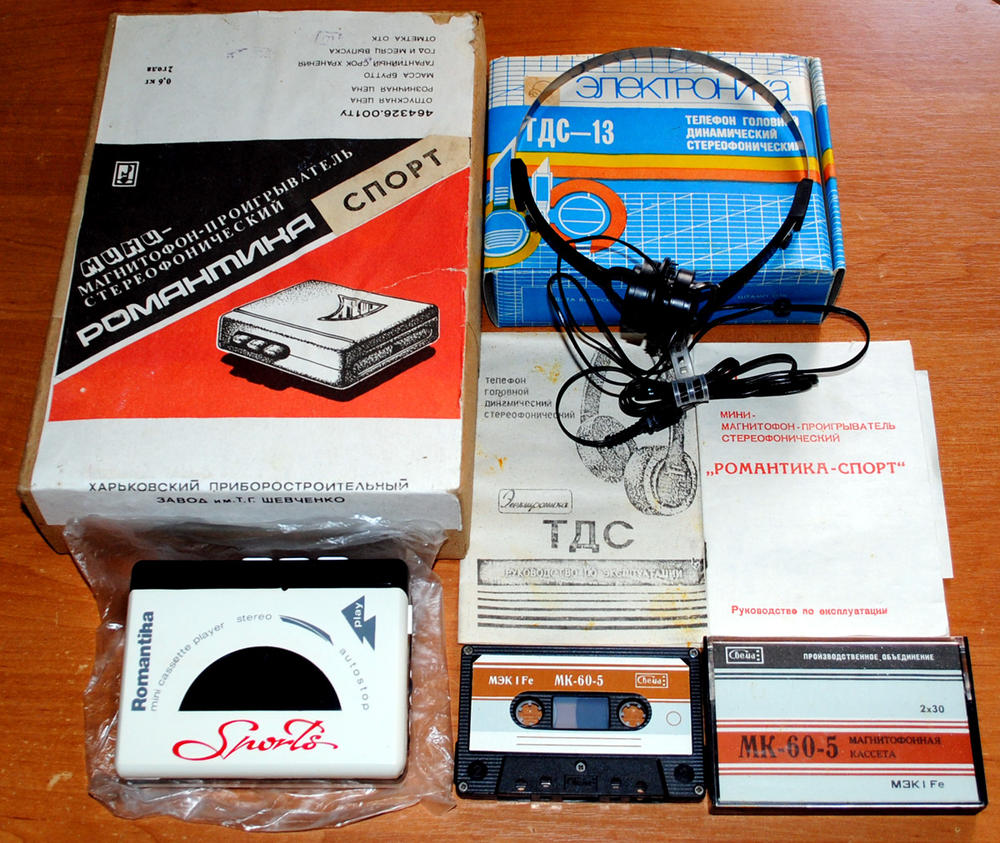 464326.001ТУ
ОТПУСКНАЯ ЦЕНА
РОЗНИЧНАЯ ЦЕНА
МАССА БРУТТО
0,6 кг
ГАРАНТИЙНЫЙ СРОК ХРАНЕНИЯ
2 года
ГОД И МЕСЯЦ ВЫПУСКА
ОТМЕТКА ОТК
МИНИ-
МАГНИТОФОН-ПРОИГРЫВАТЕЛЬ
СТЕРЕОФОНИЧЕСКИЙ
РОМАНТИКА
СПОРТ
ХАРЬКОВСКИЙ ПРИБОРОСТРОИТЕЛЬНЫЙ
ЗАВОД им. Т.Г. ШЕВЧЕНКО
ЭЛЕКТРОНИКА
ТДС-13
ТЕЛЕФОН ГОЛОВН
ДИНАМИЧЕСКИЙ
СТЕРЕОФОНИЧЕСКИЙ
ТЕЛЕФОН
ГОЛОВНОЙ
ДИНАМИЧЕСКИЙ
СТЕРЕОФОНИЧЕСКИЙ
Электроника
ТДС
РУКОВОДСТВО ПО ЭКСПЛУАТАЦИИ
МИНИ-
МАГНИТОФОН-ПРОИГРЫВАТЕЛЬ
СТЕРЕОФОНИЧЕСКИЙ
„РОМАНТИКА-СПОРТ“
Руководство по эксплуатации
Romantika
mini cassette player stereo
play
autostop
Sports
МЭК I Fe МК-60-5 Свема
Свема ПРОИЗВОДСТВЕННОЕ ОБЪЕДИНЕНИЕ
2x30
МК-60-5 МАГНИТОФОННАЯ
КАССЕТА
МЭК I Fe